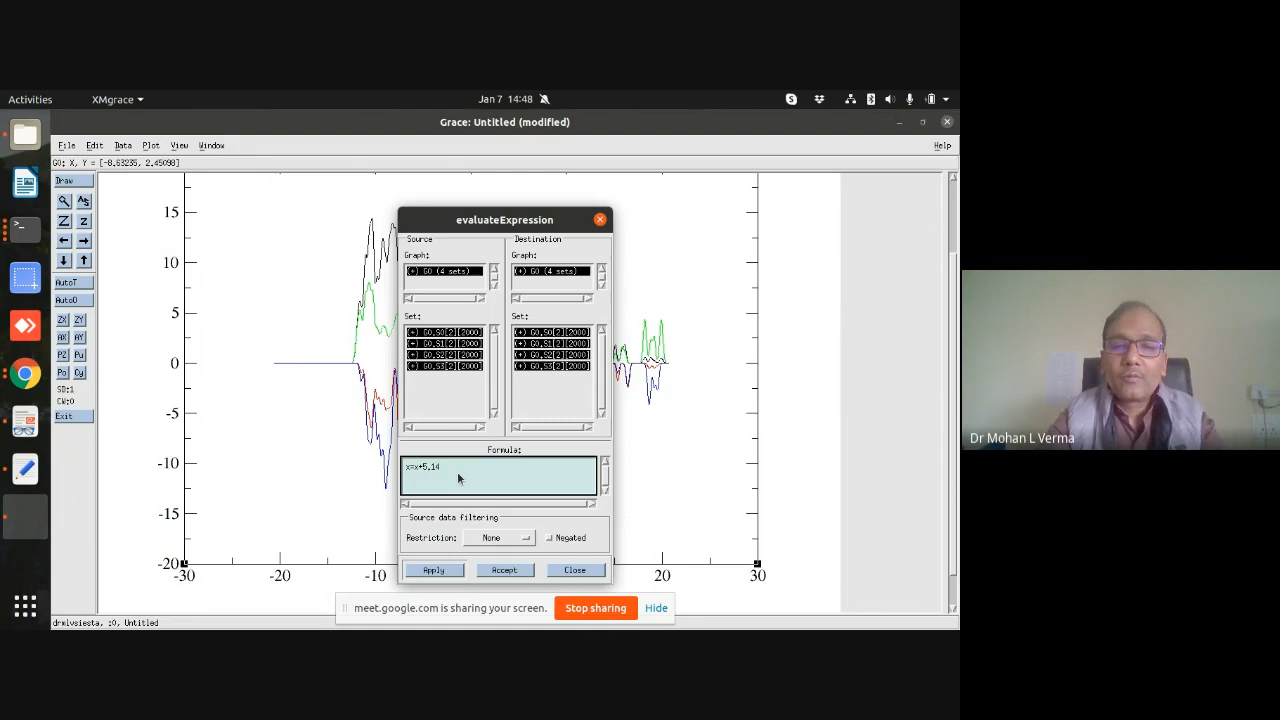 Activities XMgrace Jan 7 14:48
Grace: Untitled (modified)
File Edit Data Plot View Window Help
G0: X, Y = [-8.63235, 2.45098]
Draw
Z z
AutoT
AutoO
ZX ZY
AX AY
PZ Pu
Po Cy
SD:1
CW:0
Exit
15
10
5
0
-5
-10
-15
-20
-30 -20 -10 20 30
evaluateExpression
Source Destination
Graph: Graph:
(+) G0 (4 sets) (+) G0 (4 sets)
Set: Set:
(+) G0.S0[2][2000] (+) G0.S0[2][2000]
(+) G0.S1[2][2000] (+) G0.S1[2][2000]
(+) G0.S2[2][2000] (+) G0.S2[2][2000]
(+) G0.S3[2][2000] (+) G0.S3[2][2000]
Formula:
x=x+5.14
Source data filtering
Restriction: None Negated
Apply Accept Close
meet.google.com is sharing your screen. Stop sharing Hide
drmlvsiesta, :0, Untitled
Dr Mohan L Verma